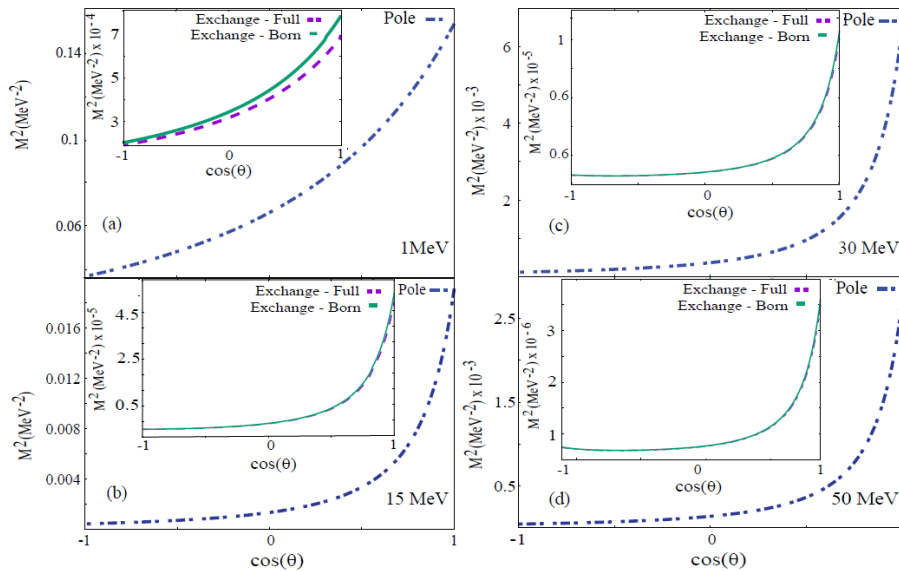 Exchange - Full
Exchange - Born
Pole
M²(MeV⁻²)
0.14
0.1
0.06
M²(MeV⁻²) x 10⁻⁴
7
5
3
-1
0
1
cos(θ)
(a)
1MeV
Exchange - Full
Exchange - Born
Pole
M²(MeV⁻²) x 10⁻³
6
4
2
M²(MeV⁻²) x 10⁻⁵
1
0.6
0.6
-1
0
1
cos(θ)
(c)
30 MeV
Exchange - Full
Exchange - Born
Pole
M²(MeV⁻²)
0.016
0.012
0.008
0.004
M²(MeV⁻²) x 10⁻⁵
4.5
2.5
0.5
-1
0
1
cos(θ)
(b)
15 MeV
-1
0
1
cos(θ)
Exchange - Full
Exchange - Born
Pole
M²(MeV⁻²) x 10⁻³
2.5
1.5
0.5
M²(MeV⁻²) x 10⁻⁶
3
2
1
-1
0
1
cos(θ)
(d)
50 MeV
-1
0
1
cos(θ)